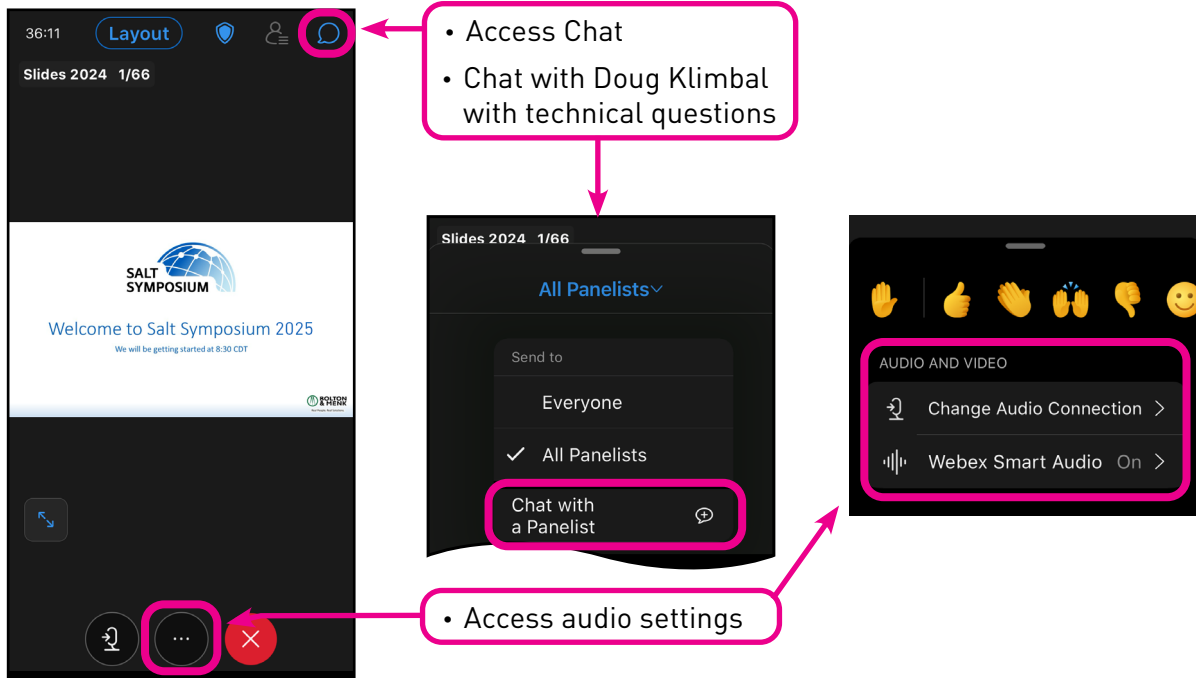 36:11 Layout
Slides 2024 1/66
SALT
SYMPOSIUM
Welcome to Salt Symposium 2025
We will be getting started at 8:30 CDT
BOLTON
& MENK
• Access Chat
• Chat with Doug Klimbal
with technical questions
Slides 2024 1/66
All Panelists
Send to
Everyone
All Panelists
Chat with
a Panelist
AUDIO AND VIDEO
Change Audio Connection
Webex Smart Audio On
• Access audio settings